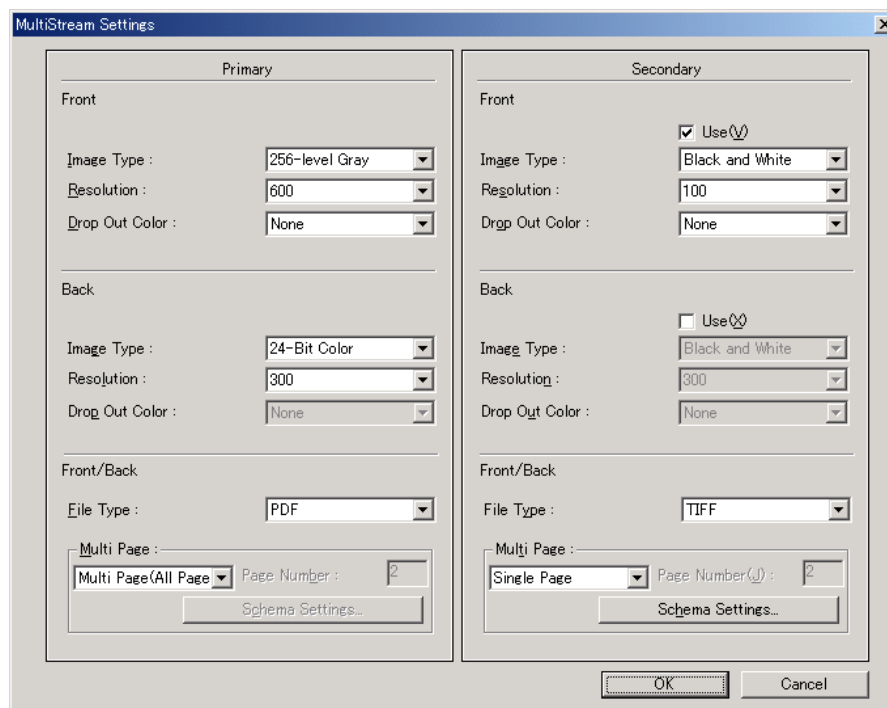 MultiStream Settings
Primary
Front
Image Type : 256-level Gray
Resolution : 600
Drop Out Color : None
Back
Image Type : 24-Bit Color
Resolution : 300
Drop Out Color : None
Front/Back
File Type : PDF
Multi Page :
Multi Page(All Page Page Number : 2
Schema Settings...
Secondary
Front
Use(V)
Image Type : Black and White
Resolution : 100
Drop Out Color : None
Back
Use(X)
Image Type : Black and White
Resolution : 300
Drop Out Color : None
Front/Back
File Type : TIFF
Multi Page :
Single Page Page Number(J) : 2
Schema Settings...
OK Cancel